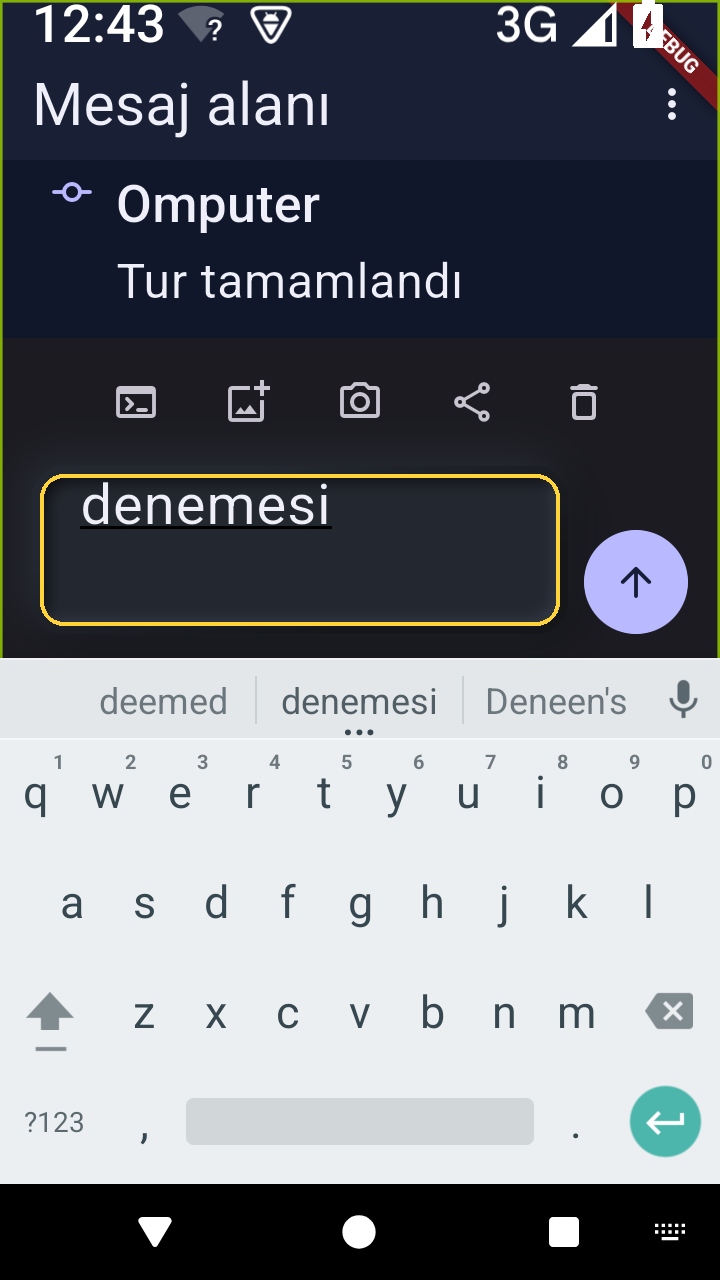 12:43
3G
DEBUG
Mesaj alanı
Omputer
Tur tamamlandı
denemesi
deemed denemesi Deneen's
1 2 3 4 5 6 7 8 9 0
q w e r t y u i o p
a s d f g h j k l
z x c v b n m
?123 , .